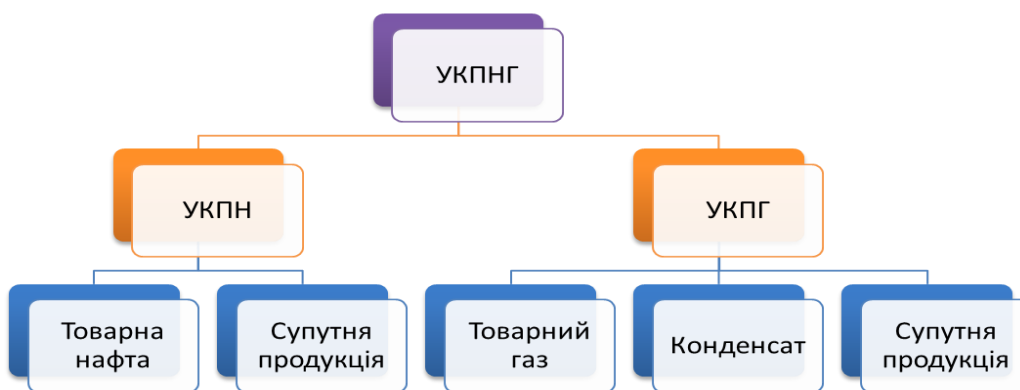 УКПНГ
УКПН
УКПГ
Товарна
нафта
Супутня
продукція
Товарний
газ
Конденсат
Супутня
продукція